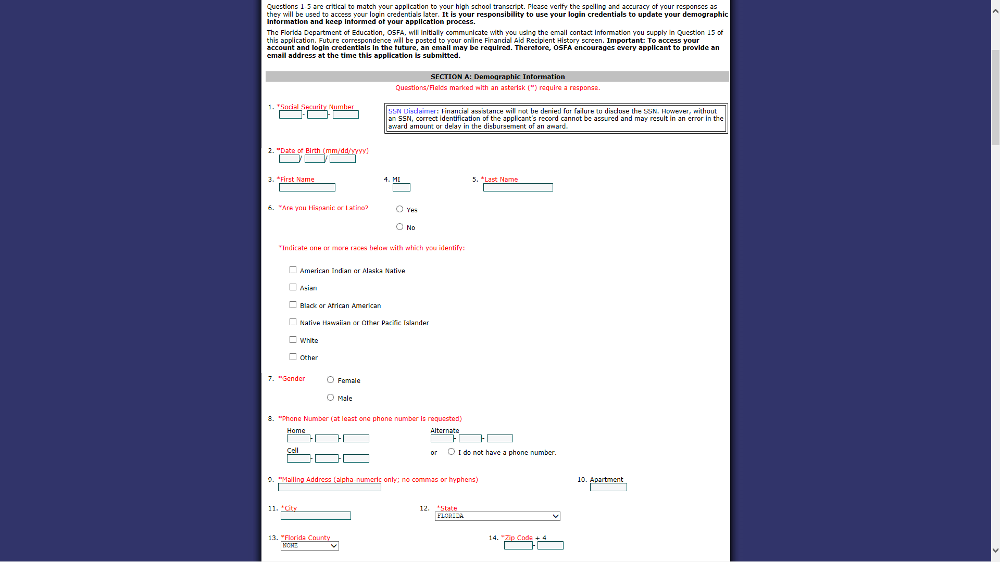 Questions 1-5 are critical to match your application to your high school transcript. Please verify the spelling and accuracy of your responses as
they will be used to access your login credentials later. It is your responsibility to use your login credentials to update your demographic
information and keep informed of your application process.
The Florida Department of Education, OSFA, will initially communicate with you using the email contact information you supply in Question 15 of
this application. Future correspondence will be posted to your online Financial Aid Recipient History screen. Important: To access your
account and login credentials in the future, an email may be required. Therefore, OSFA encourages every applicant to provide an
email address at the time this application is submitted.
SECTION A: Demographic Information
Questions/Fields marked with an asterisk (*) require a response.
1. *Social Security Number
- -
SSN Disclaimer: Financial assistance will not be denied for failure to disclose the SSN. However, without
an SSN, correct identification of the applicant's record cannot be assured and may result in an error in the
award amount or delay in the disbursement of an award.
2. *Date of Birth (mm/dd/yyyy)
/ /
3. *First Name 4. MI 5. *Last Name
6. *Are you Hispanic or Latino? Yes
No
*Indicate one or more races below with which you identify:
American Indian or Alaska Native
Asian
Black or African American
Native Hawaiian or Other Pacific Islander
White
Other
7. *Gender Female
Male
8. *Phone Number (at least one phone number is requested)
Home Alternate
- - - -
Cell or I do not have a phone number.
- -
9. *Mailing Address (alpha-numeric only; no commas or hyphens) 10. Apartment
11. *City 12. *State
FLORIDA
13. *Florida County 14. *Zip Code + 4
NONE -